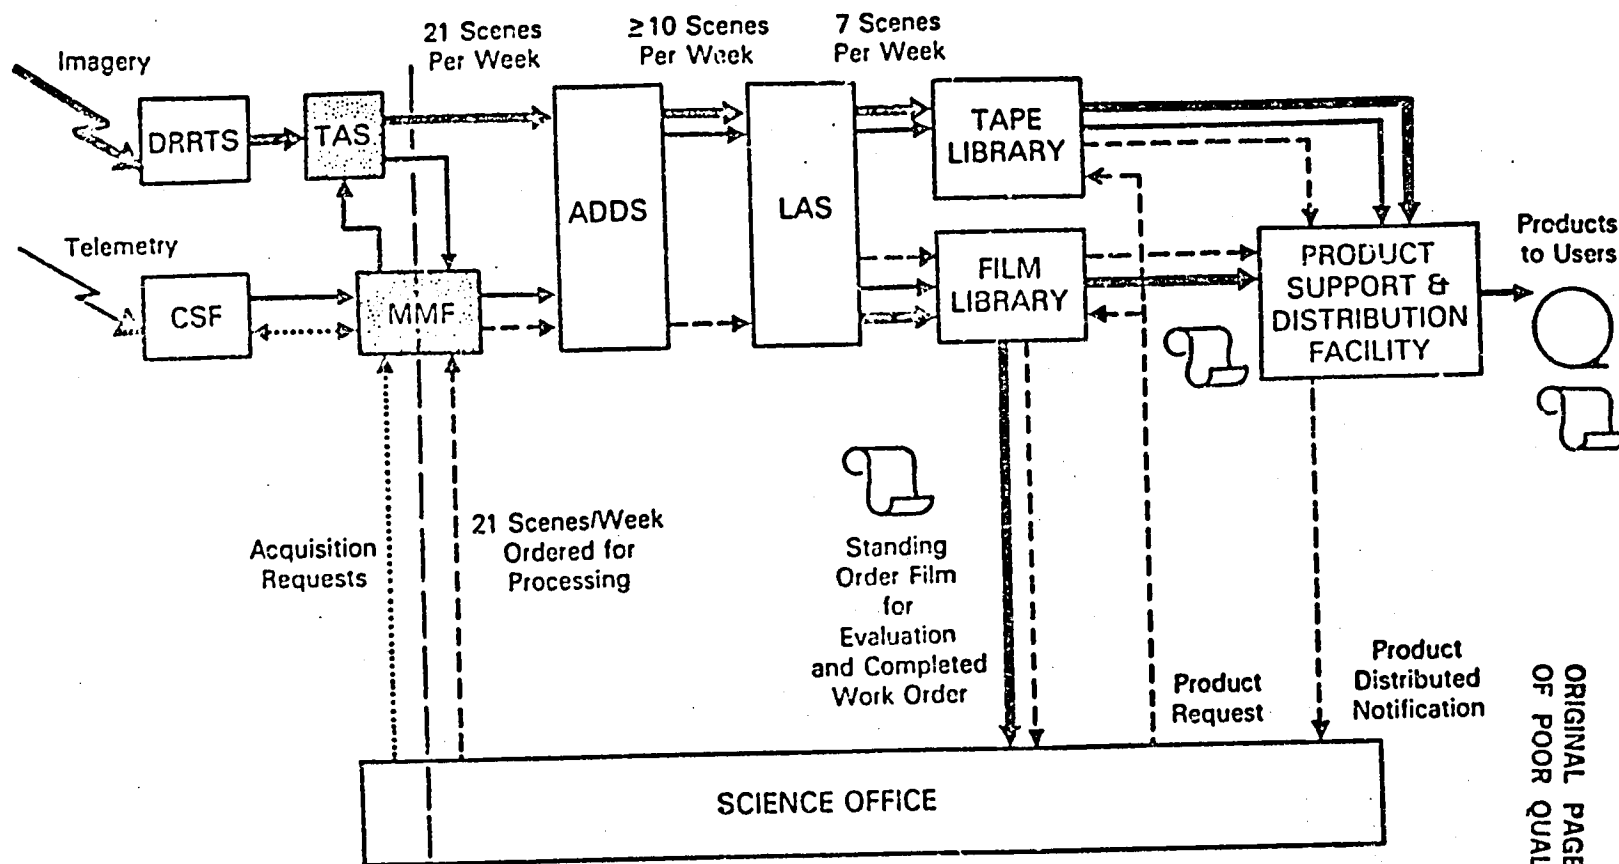 21 Scenes
Per Week
≥10 Scenes
Per Week
7 Scenes
Per Week
Imagery
DRRTS
TAS
ADDS
LAS
TAPE
LIBRARY
Telemetry
CSF
MMF
FILM
LIBRARY
PRODUCT
SUPPORT &
DISTRIBUTION
FACILITY
Products
to Users
Acquisition
Requests
21 Scenes/Week
Ordered for
Processing
Standing
Order Film
for
Evaluation
and Completed
Work Order
Product
Request
Product
Distributed
Notification
SCIENCE OFFICE
ORIGINAL PAGE
OF POOR QUAL